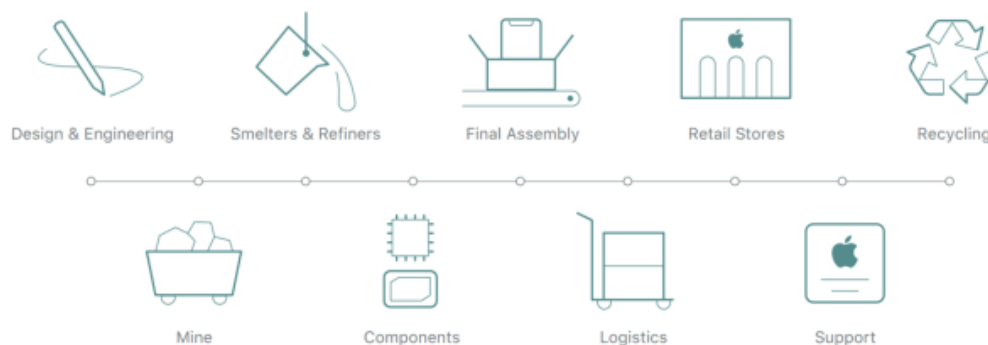 Design & Engineering
Smelters & Refiners
Final Assembly
Retail Stores
Recycling
Mine
Components
Logistics
Support